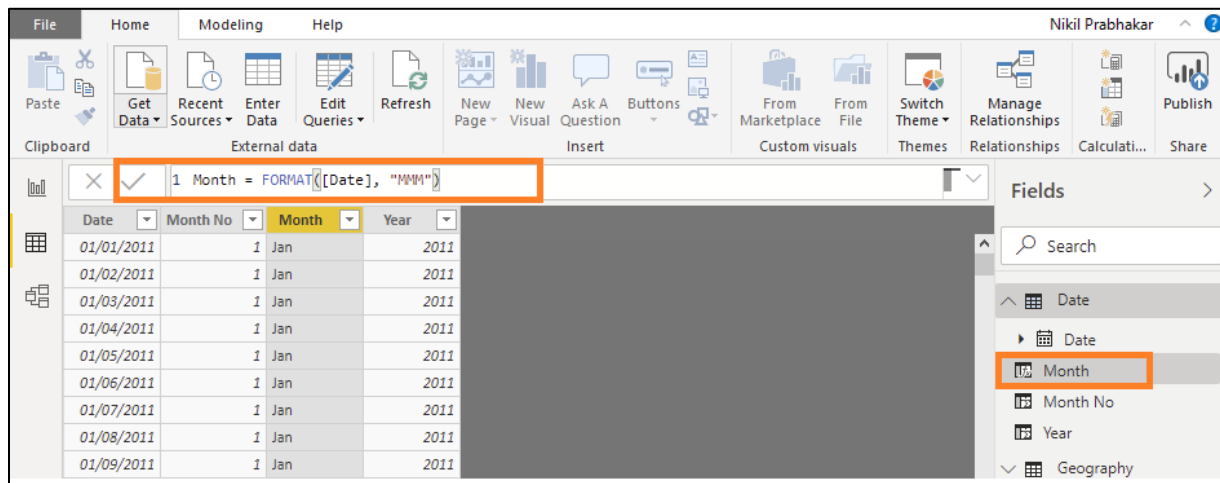 File Home Modeling Help Nikil Prabhakar
Paste
Get Data
Recent Sources
Enter Data
Edit Queries
Refresh
New Page
New Visual
Ask A Question
Buttons
From Marketplace
From File
Switch Theme
Manage Relationships
Publish
Clipboard External data Insert Custom visuals Themes Relationships Calculati... Share
1 Month = FORMAT([Date], "MMM")
Date Month No Month Year
01/01/2011 1 Jan 2011
01/02/2011 1 Jan 2011
01/03/2011 1 Jan 2011
01/04/2011 1 Jan 2011
01/05/2011 1 Jan 2011
01/06/2011 1 Jan 2011
01/07/2011 1 Jan 2011
01/08/2011 1 Jan 2011
01/09/2011 1 Jan 2011
Fields
Search
Date
Date
Month
Month No
Year
Geography